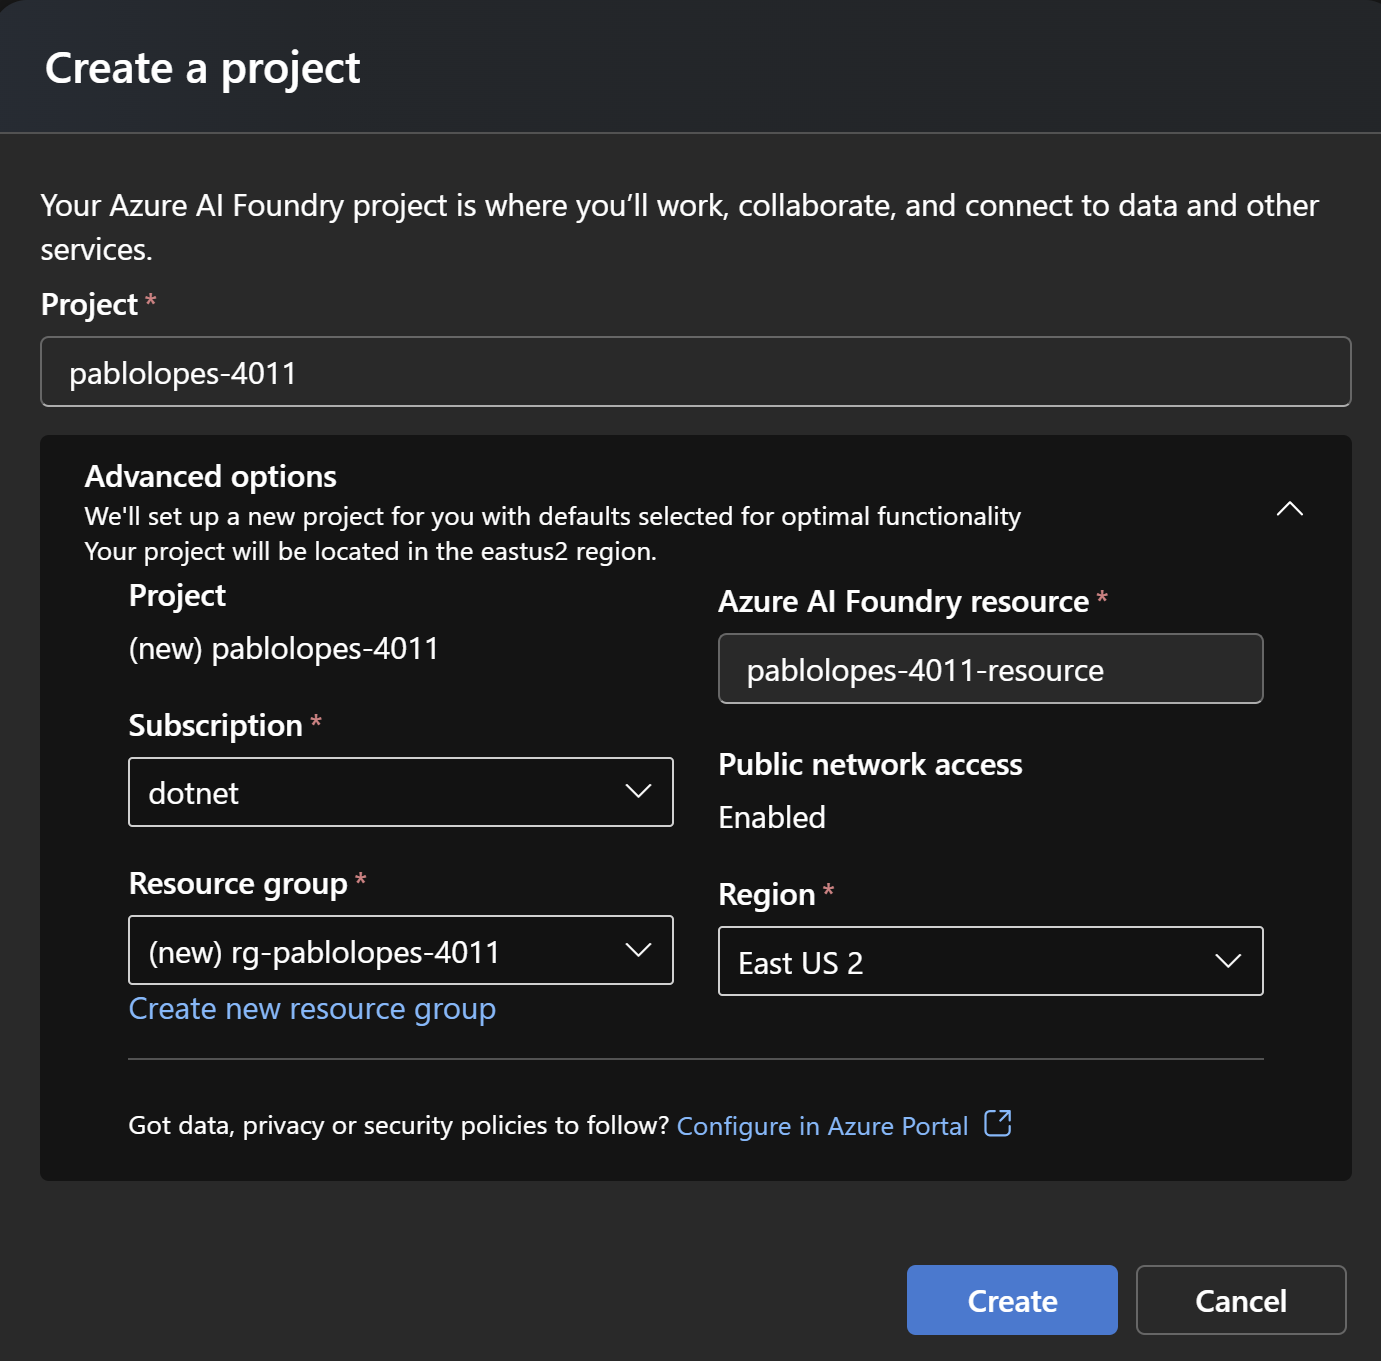 Create a project
Your Azure AI Foundry project is where you’ll work, collaborate, and connect to data and other
services.
Project *
pablolopes-4011
Advanced options
We'll set up a new project for you with defaults selected for optimal functionality
Your project will be located in the eastus2 region.
Project
(new) pablolopes-4011
Subscription *
dotnet
Resource group *
(new) rg-pablolopes-4011
Create new resource group
Azure AI Foundry resource *
pablolopes-4011-resource
Public network access
Enabled
Region *
East US 2
Got data, privacy or security policies to follow? Configure in Azure Portal
Create
Cancel